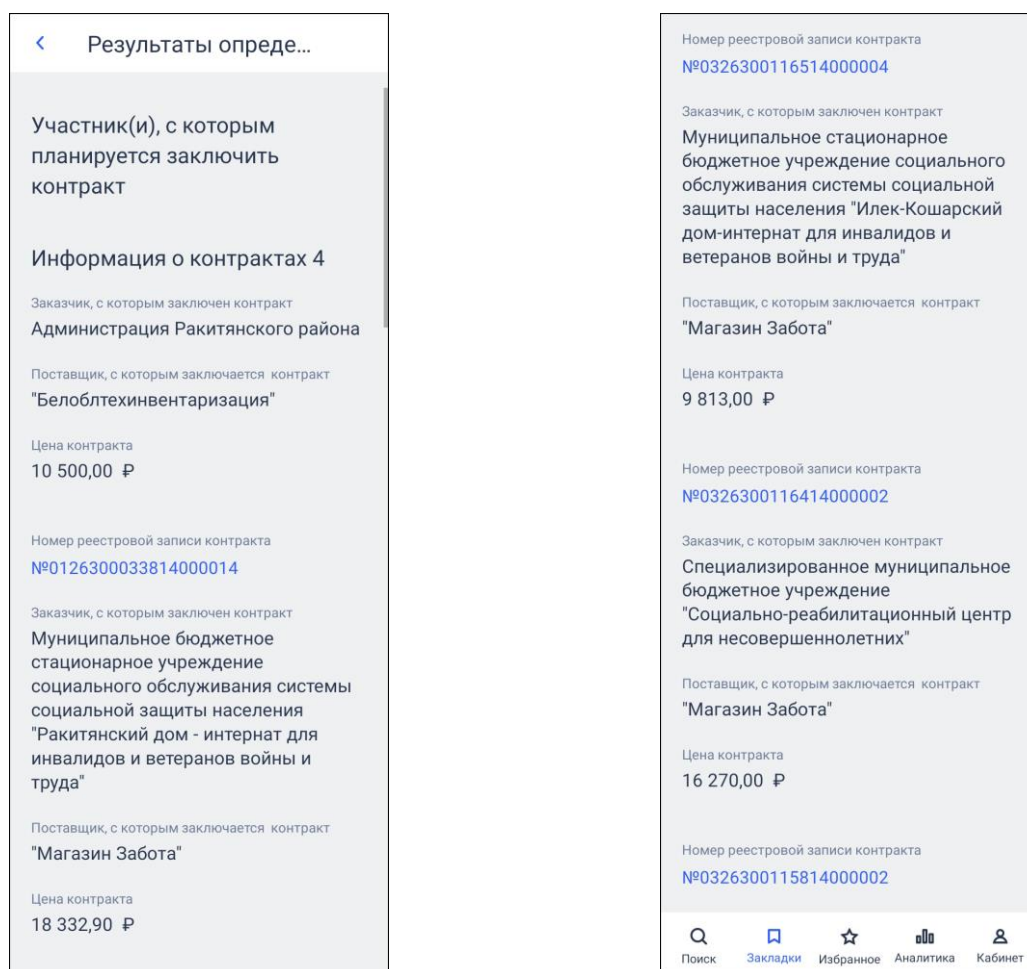 Результаты опреде...
Участник(и), с которым
планируется заключить
контракт
Информация о контрактах 4
Заказчик, с которым заключен контракт
Администрация Ракитянского района
Поставщик, с которым заключается контракт
"Белоблтехинвентаризация"
Цена контракта
10 500,00 ₽
Номер реестровой записи контракта
№0126300033814000014
Заказчик, с которым заключен контракт
Муниципальное бюджетное
стационарное учреждение
социального обслуживания системы
социальной защиты населения
"Ракитянский дом - интернат для
инвалидов и ветеранов войны и
труда"
Поставщик, с которым заключается контракт
"Магазин Забота"
Цена контракта
18 332,90 ₽
Номер реестровой записи контракта
№0326300116514000004
Заказчик, с которым заключен контракт
Муниципальное стационарное
бюджетное учреждение социального
обслуживания системы социальной
защиты населения "Илек-Кошарский
дом-интернат для инвалидов и
ветеранов войны и труда"
Поставщик, с которым заключается контракт
"Магазин Забота"
Цена контракта
9 813,00 ₽
Номер реестровой записи контракта
№0326300116414000002
Заказчик, с которым заключен контракт
Специализированное муниципальное
бюджетное учреждение
"Социально-реабилитационный центр
для несовершеннолетних"
Поставщик, с которым заключается контракт
"Магазин Забота"
Цена контракта
16 270,00 ₽
Номер реестровой записи контракта
№0326300115814000002
Поиск Закладки Избранное Аналитика Кабинет